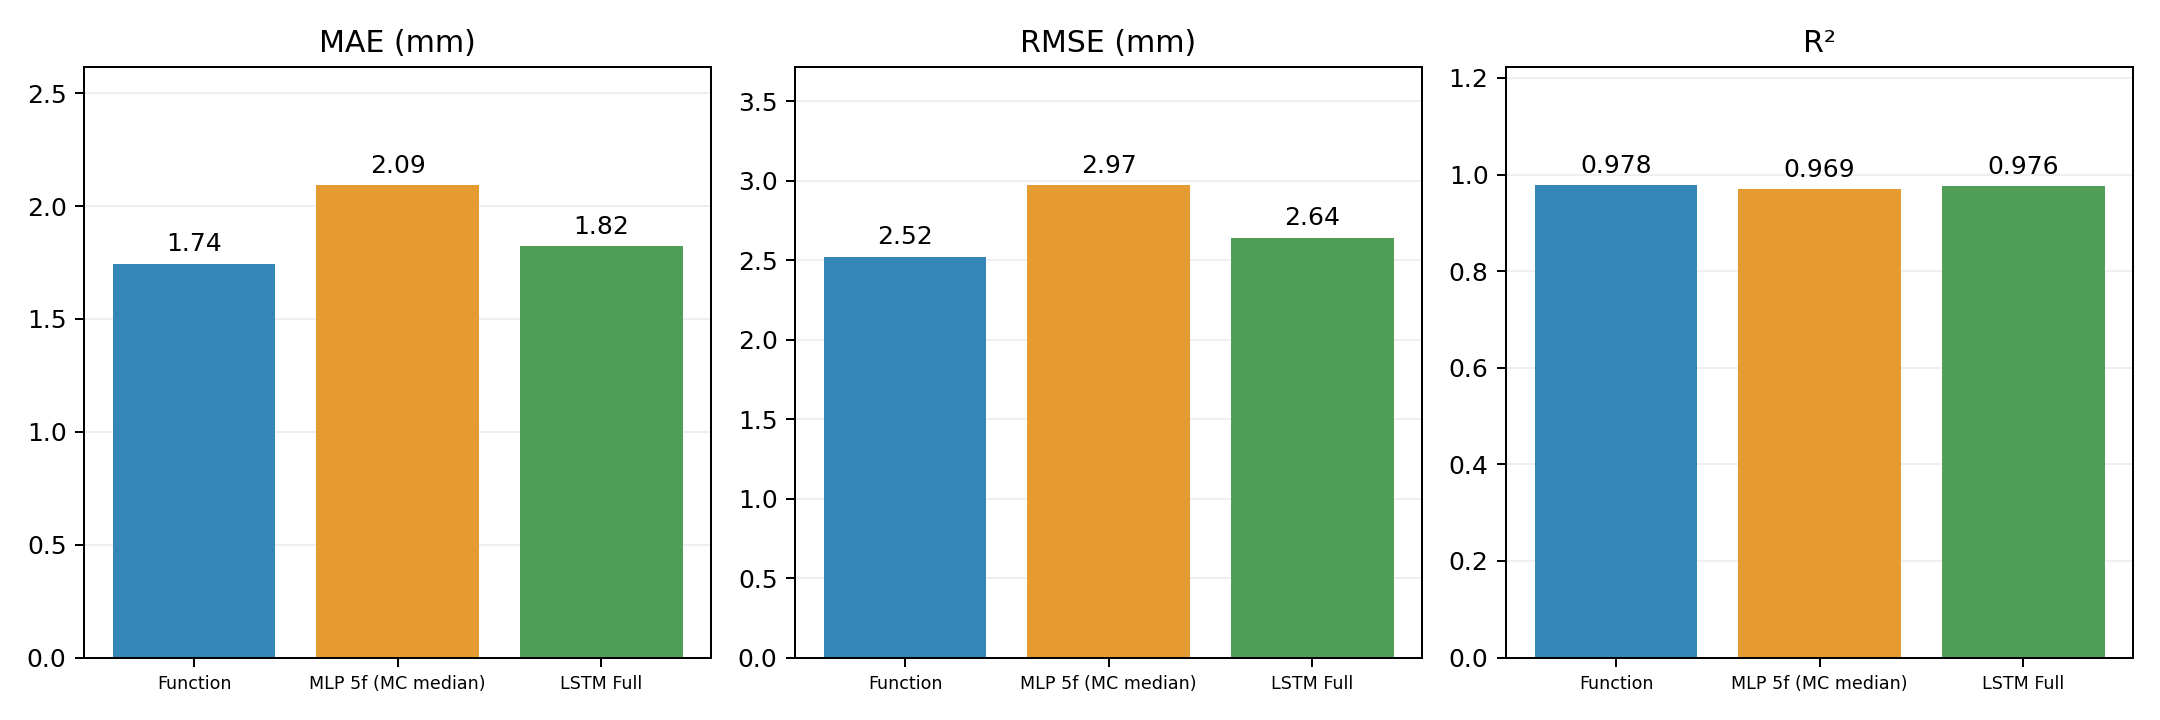 MAE (mm)
2.5
2.0
1.5
1.0
0.5
0.0
1.74
2.09
1.82
Function
MLP 5f (MC median)
LSTM Full
RMSE (mm)
3.5
3.0
2.5
2.0
1.5
1.0
0.5
0.0
2.52
2.97
2.64
Function
MLP 5f (MC median)
LSTM Full
R²
1.2
1.0
0.8
0.6
0.4
0.2
0.0
0.978
0.969
0.976
Function
MLP 5f (MC median)
LSTM Full